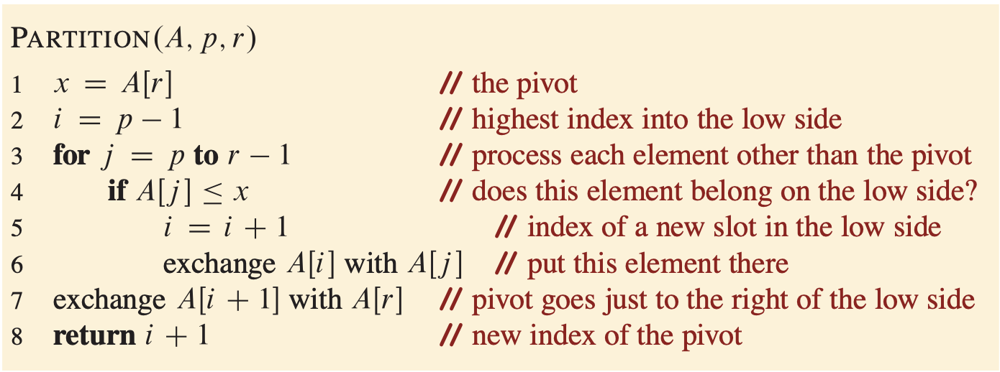 PARTITION(A, p, r)
1 x = A[r] // the pivot
2 i = p − 1 // highest index into the low side
3 for j = p to r − 1 // process each element other than the pivot
4 if A[j] ≤ x // does this element belong on the low side?
5 i = i + 1 // index of a new slot in the low side
6 exchange A[i] with A[j] // put this element there
7 exchange A[i + 1] with A[r] // pivot goes just to the right of the low side
8 return i + 1 // new index of the pivot